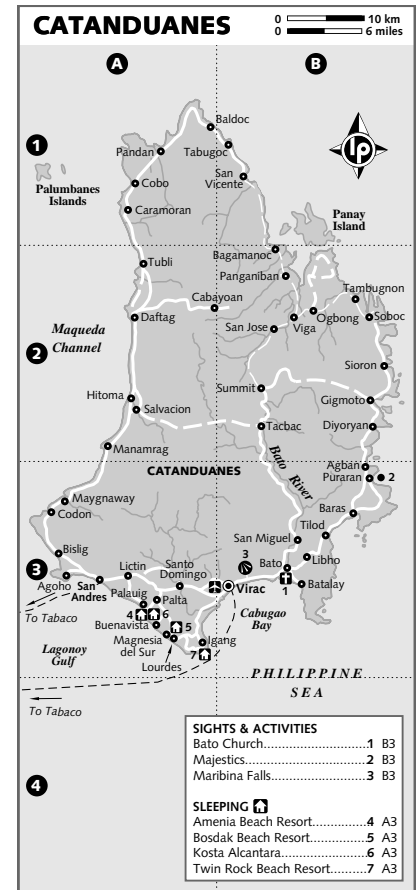 CATANDUANES
0 10 km
0 6 miles
A
B
Baldoc
1
Pandan
Tabugoc
lp
San
Vicente
Palumbanes
Islands
Cobo
Caramoran
Panay
Island
Bagamanoc
Tubli
Panganiban
Tambugnon
Cabayoan
Maqueda
Channel
Daftag
Ogbong
Soboc
San Jose
Viga
2
Sioron
Summit
Hitoma
Gigmoto
Salvacion
Tacbac
Diyoryan
Manamrag
CATANDUANES
Bato River
Agban
Puraran
2
Maygnaway
Codon
Baras
Tilod
San Miguel
Bislig
3
Libho
3
Lictin
Santo
Domingo
Bato
Agoho
San
Andres
Virac
1
Batalay
Palauig
Palta
To Tabaco
4
6
5
Cabugao
Bay
Buenavista
Lagonoy
Gulf
Magnesia
del Sur
Igang
7
Lourdes
PHILIPPINE
SEA
To Tabaco
4
SIGHTS & ACTIVITIES
Bato Church...............................1 B3
Majestics...................................2 B3
Maribina Falls............................3 B3
SLEEPING
Amenia Beach Resort................4 A3
Bosdak Beach Resort................5 A3
Kosta Alcantara.........................6 A3
Twin Rock Beach Resort............7 A3